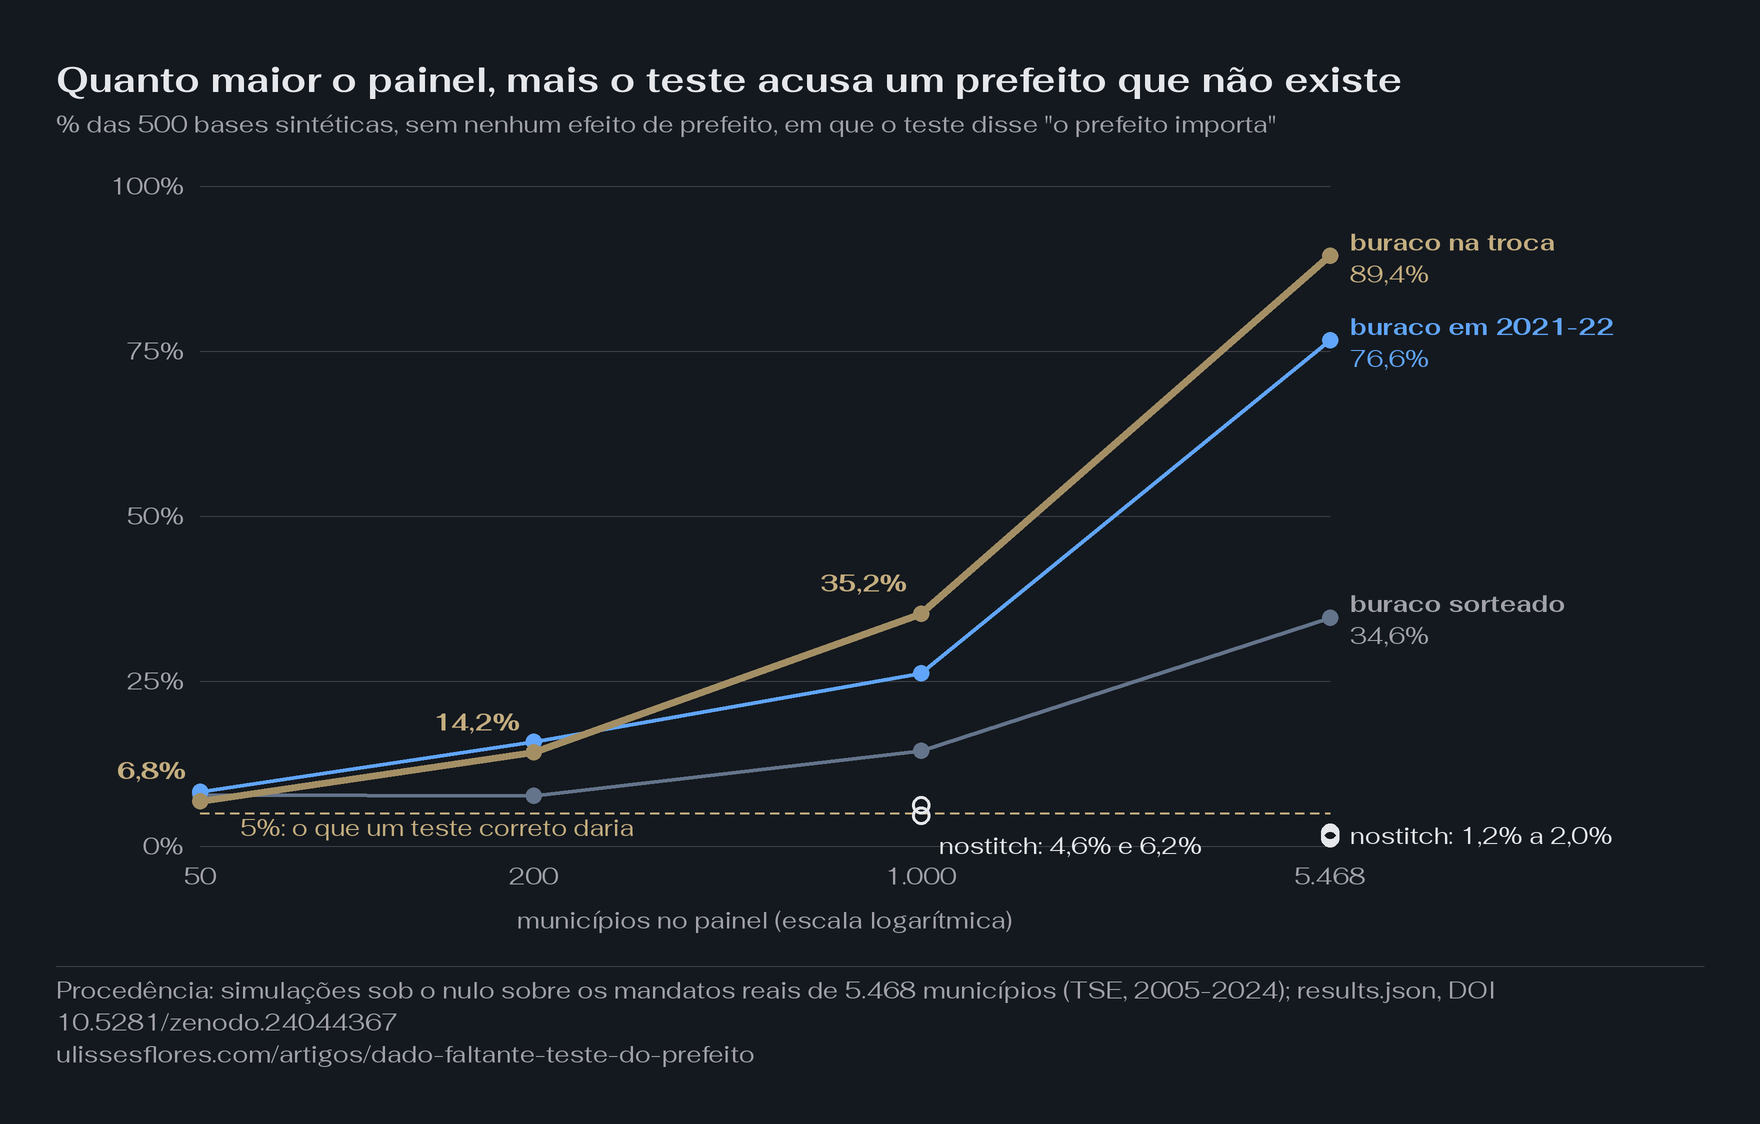 Quanto maior o painel, mais o teste acusa um prefeito que não existe
% das 500 bases sintéticas, sem nenhum efeito de prefeito, em que o teste disse "o prefeito importa"
100%
buraco na troca
89,4%
buraco em 2021-22
75%
76,6%
50%
35,2%
buraco sorteado
34,6%
25%
14,2%
6,8%
5%: o que um teste correto daria
nostitch: 1,2% a 2,0%
0%
nostitch: 4,6% e 6,2%
50
200
1.000
5.468
municípios no painel (escala logarítmica)
Procedência: simulações sob o nulo sobre os mandatos reais de 5.468 municípios (TSE, 2005-2024); results.json, DOI
10.5281/zenodo.24044367
ulissesflores.com/artigos/dado-faltante-teste-do-prefeito